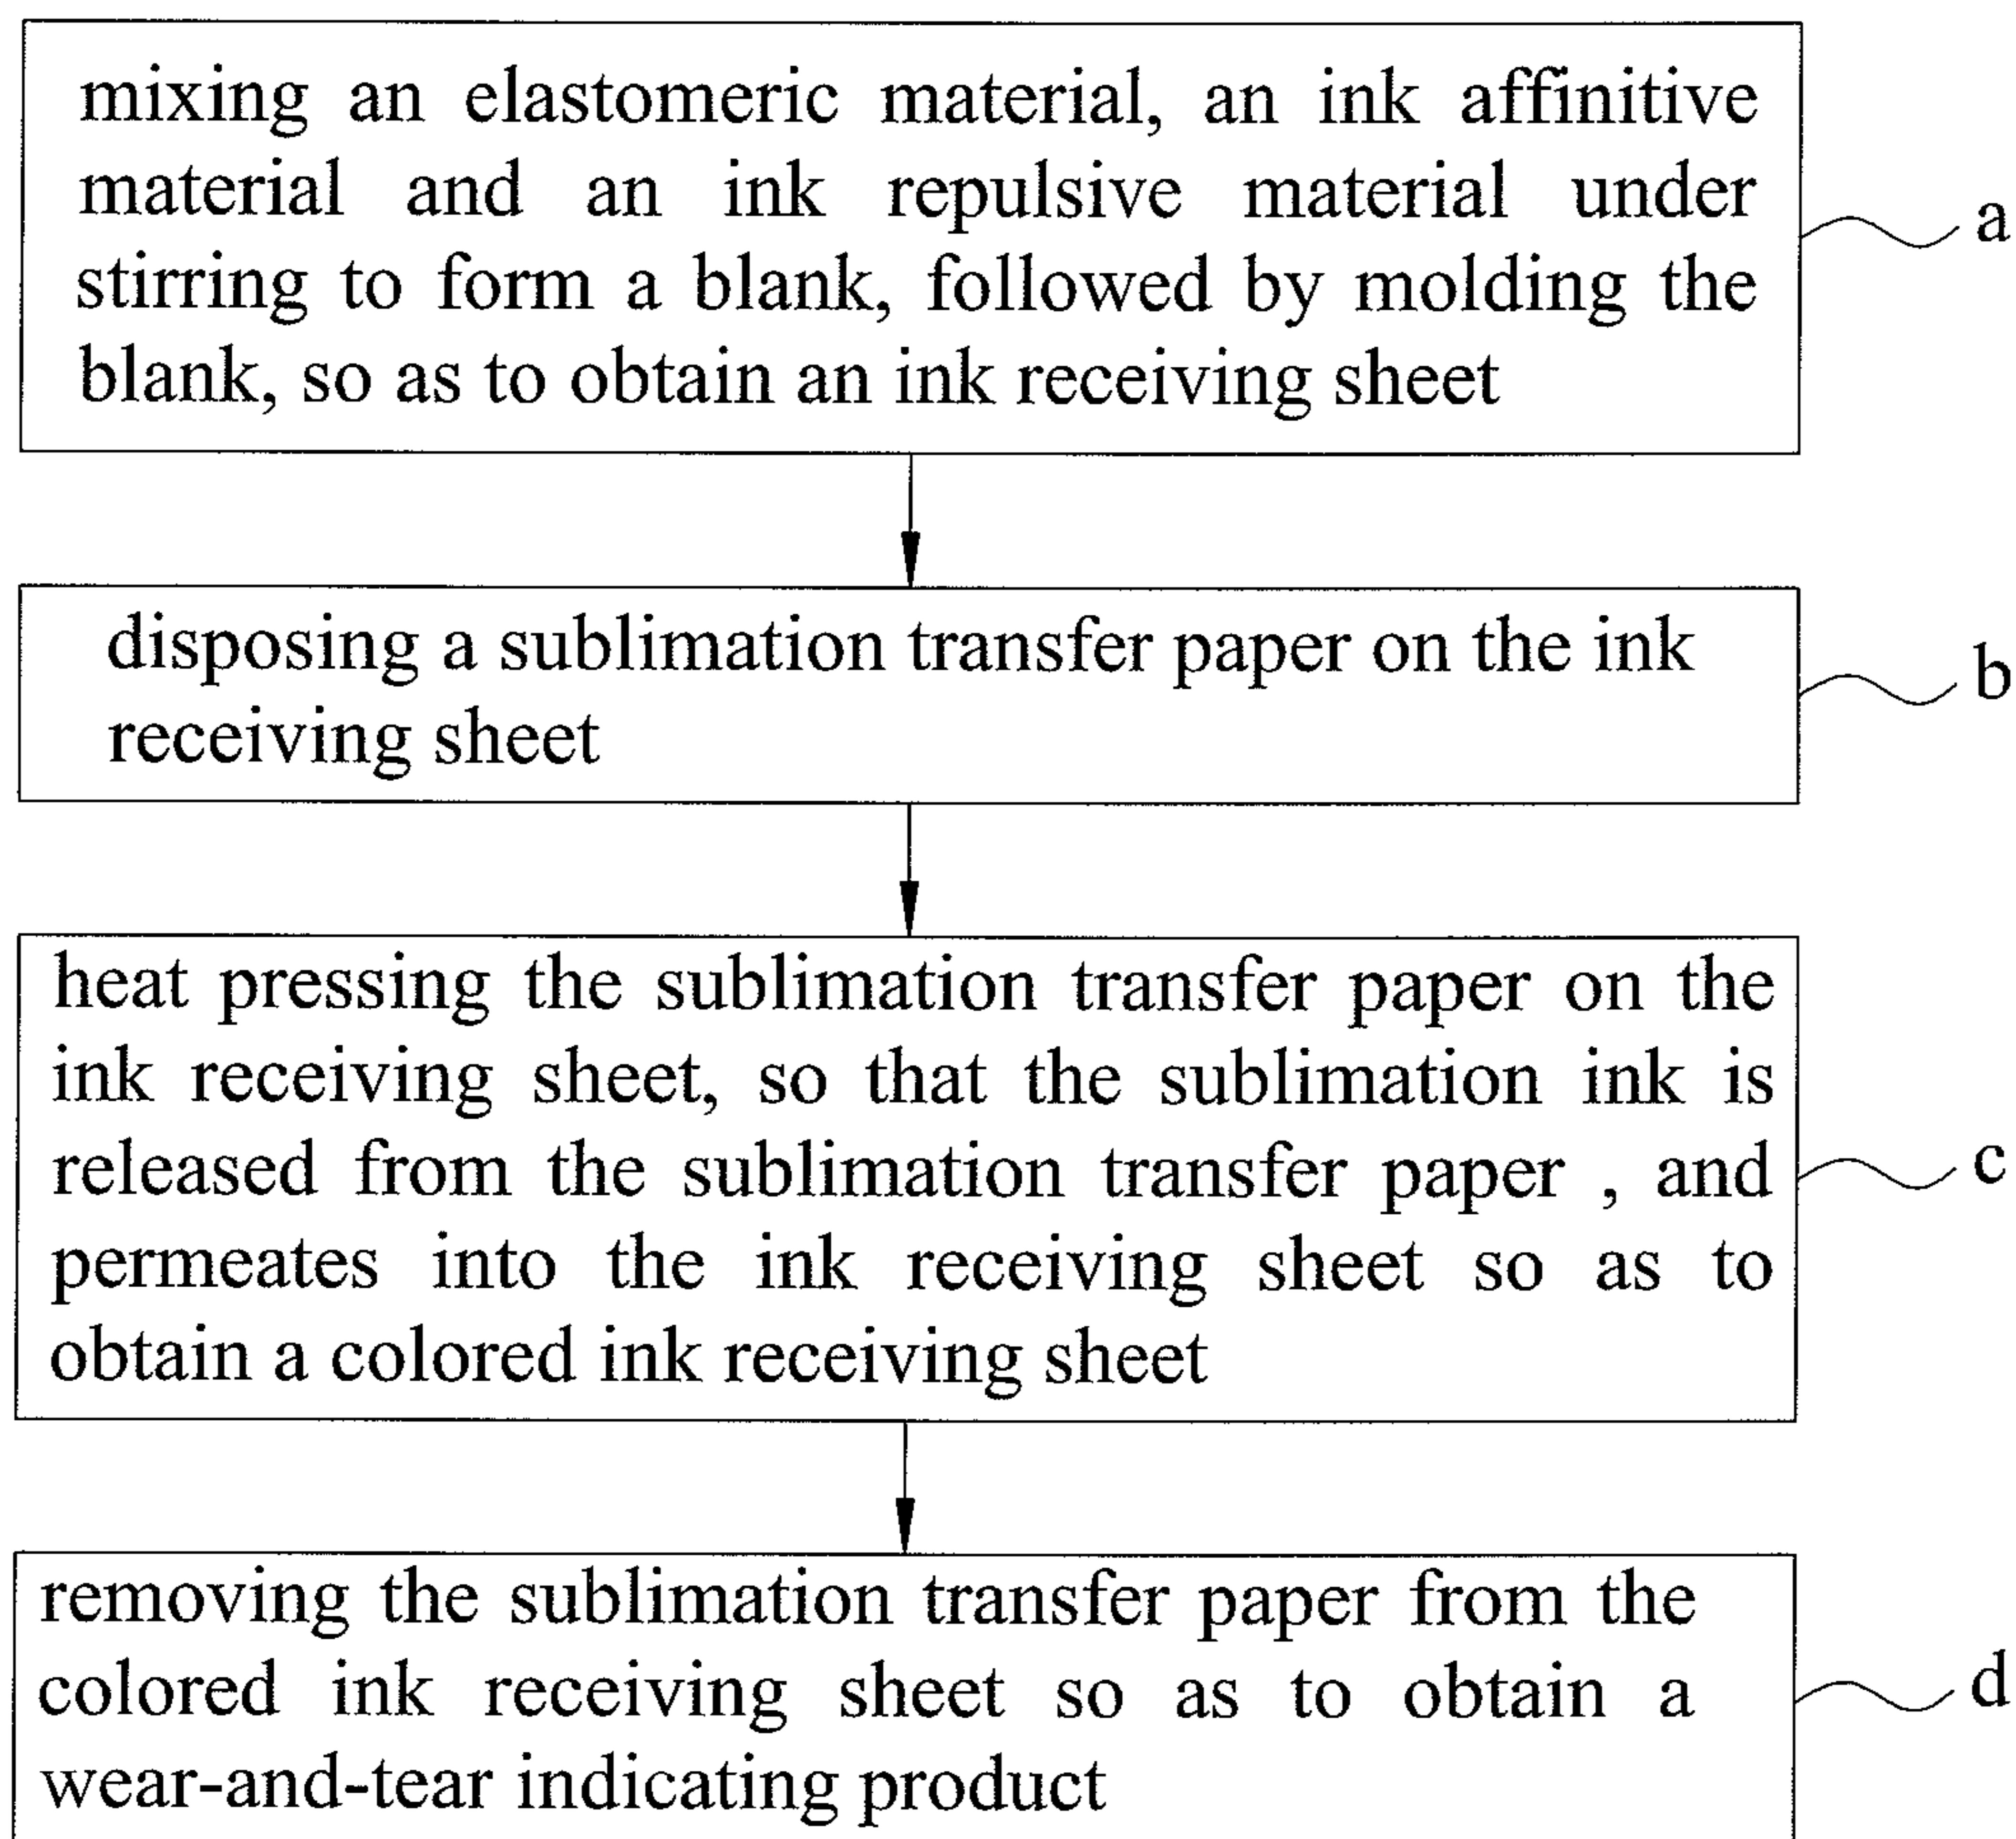 mixing an elastomeric material, an ink affinitive
material and an ink repulsive material under
stirring to form a blank, followed by molding the
blank, so as to obtain an ink receiving sheet
a
disposing a sublimation transfer paper on the ink
receiving sheet
b
heat pressing the sublimation transfer paper on the
ink receiving sheet, so that the sublimation ink is
released from the sublimation transfer paper , and
permeates into the ink receiving sheet so as to
obtain a colored ink receiving sheet
c
removing the sublimation transfer paper from the
colored ink receiving sheet so as to obtain a
wear-and-tear indicating product
d